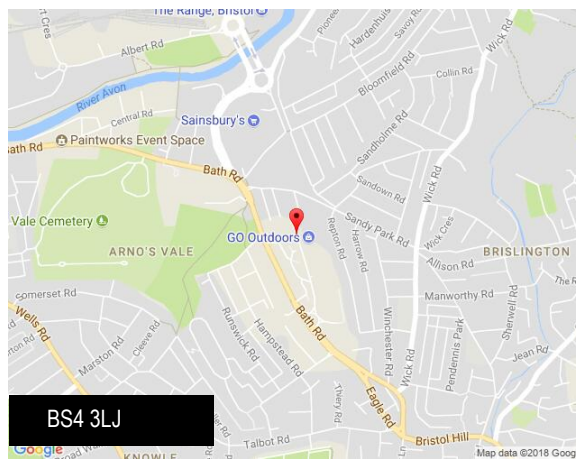 The Range, Bristol
Pioneer
Hardenhuish
Savoy Rd
Wick Rd
Albert Rd
Collin Rd
Bloomfield Rd
River Avon
Central Rd
Sainsbury's
Sandholme Rd
Paintworks Event Space
Bath Rd
Bath Rd
Sandown Rd
Wick Rd
Vale Cemetery
GO Outdoors
Repton Rd
Harrow Rd
Sandy Park Rd
Wick Cres
ARNO'S VALE
BRISLINGTON
Allison Rd
Somerset Rd
Manworthy Rd
Wells Rd
Marston Rd
Cleeve Rd
Runswick Rd
Hampstead Rd
Bath Rd
Winchester Rd
Wick Rd
Pendennis Park
Sherwell Rd
Jean Rd
Eagle Rd
BS4 3LJ
Talbot Rd
Bristol Hill
Google
KNOWLE
Map data ©2018 Goog